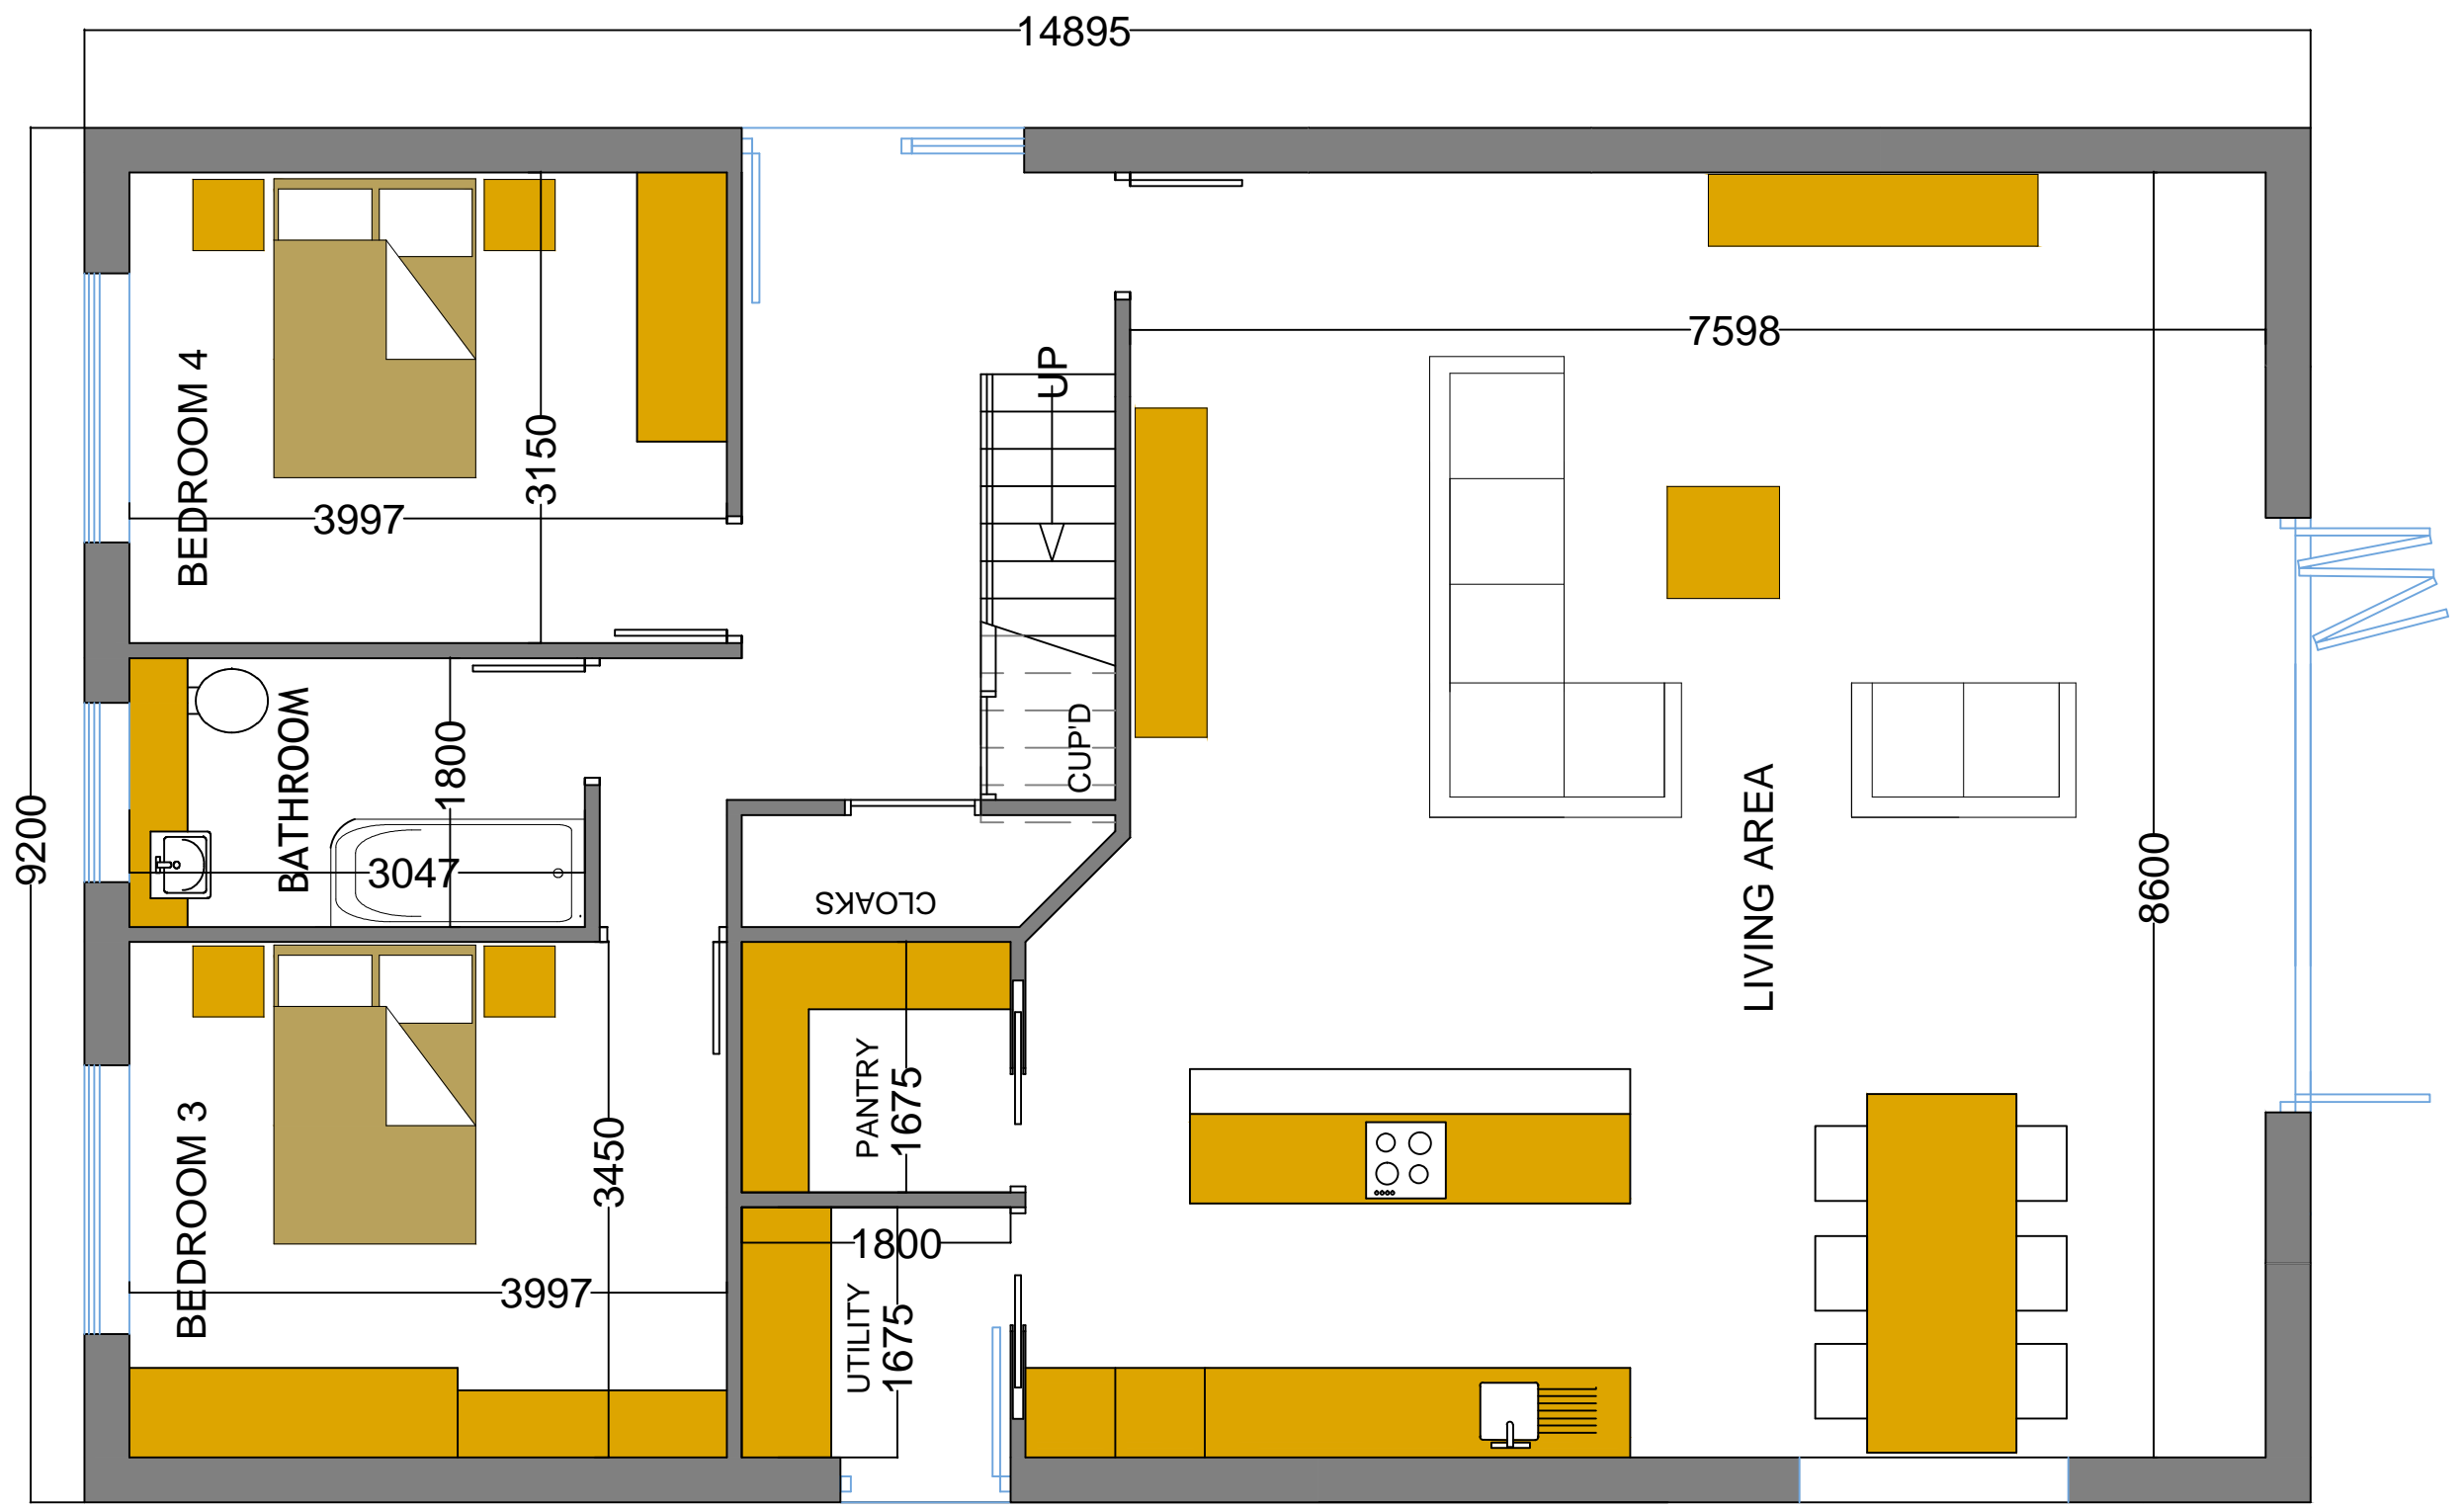 14895
UP
7598
BEDROOM 4
3150
3997
CUP'D
BATHROOM
1800
9200
3047
CLOAKS
LIVING AREA
8600
PANTRY
1675
BEDROOM 3
3450
1800
3997
UTILITY
1675